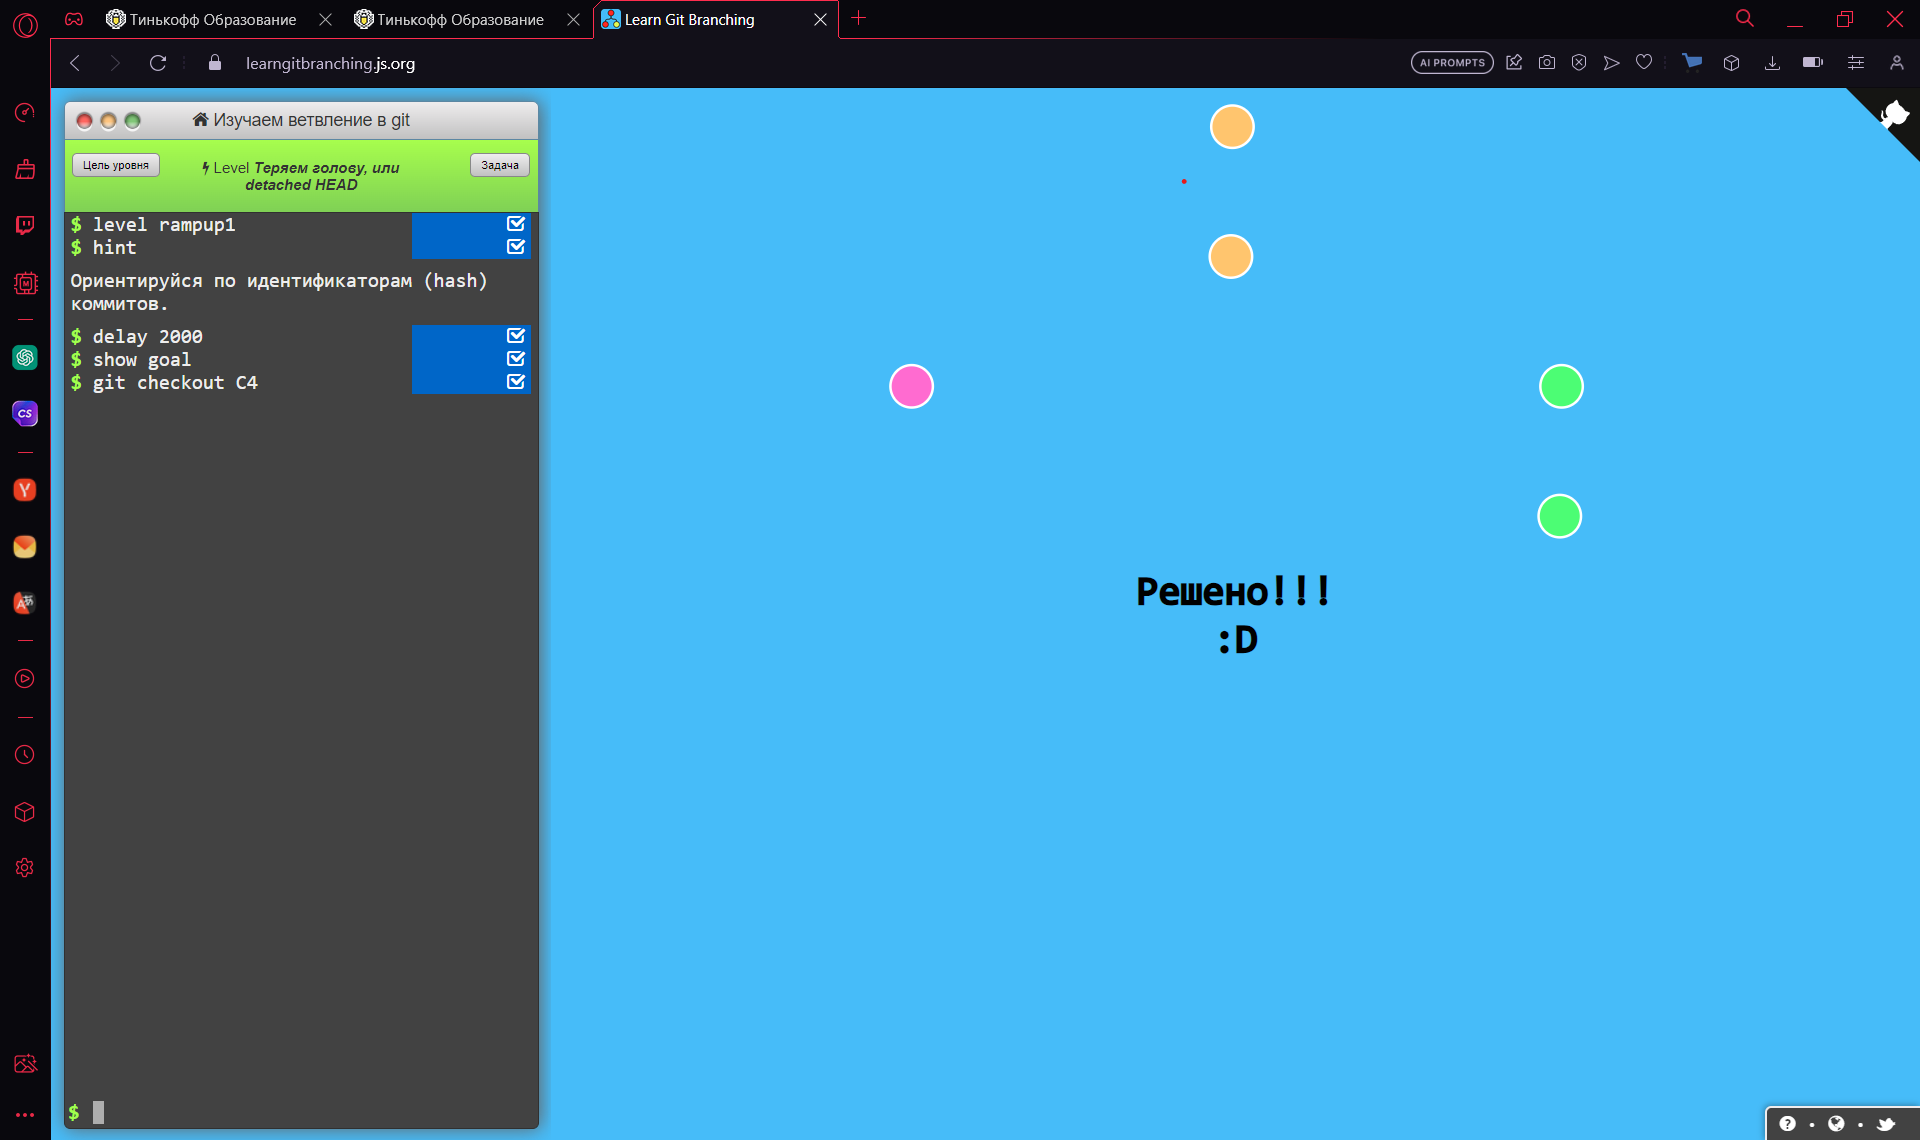 Тинькофф Образование
Тинькофф Образование
Learn Git Branching
learngitbranching.js.org
AI PROMPTS
Изучаем ветвление в git
Цель уровня
Level Теряем голову, или
detached HEAD
Задача
$ level rampup1
$ hint
Ориентируйся по идентификаторам (hash)
коммитов.
$ delay 2000
$ show goal
$ git checkout C4
$
Решено!!!
:D
CS